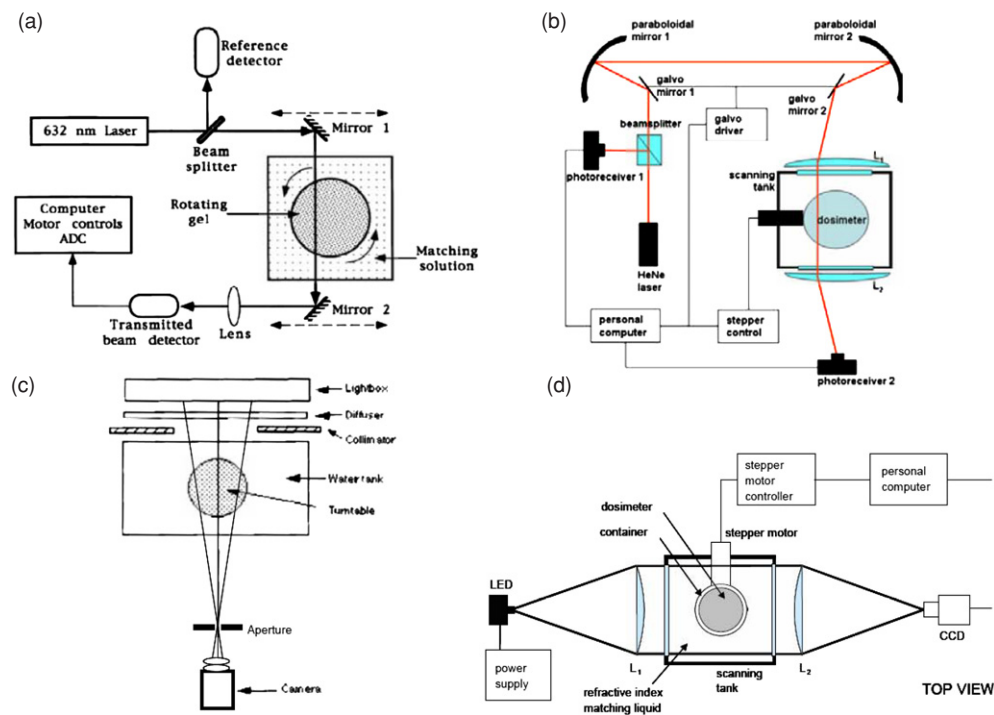 (a)
Reference
detector
632 nm Laser
Beam
splitter
Mirror 1
Rotating
gel
Computer
Motor controls
ADC
Matching
solution
Mirror 2
Transmitted
beam detector
Lens
(b)
paraboloidal
mirror 1
paraboloidal
mirror 2
galvo
mirror 1
galvo
mirror 2
beamsplitter
galvo
driver
photoreceiver 1
L1
scanning
tank
dosimeter
HeNe
laser
L2
personal
computer
stepper
control
photoreceiver 2
(c)
Lightbox
Diffuser
Collimator
Water tank
Turntable
Aperture
Camera
(d)
stepper
motor
controller
personal
computer
dosimeter
container
stepper motor
LED
CCD
power
supply
L1
L2
scanning
tank
refractive index
matching liquid
TOP VIEW